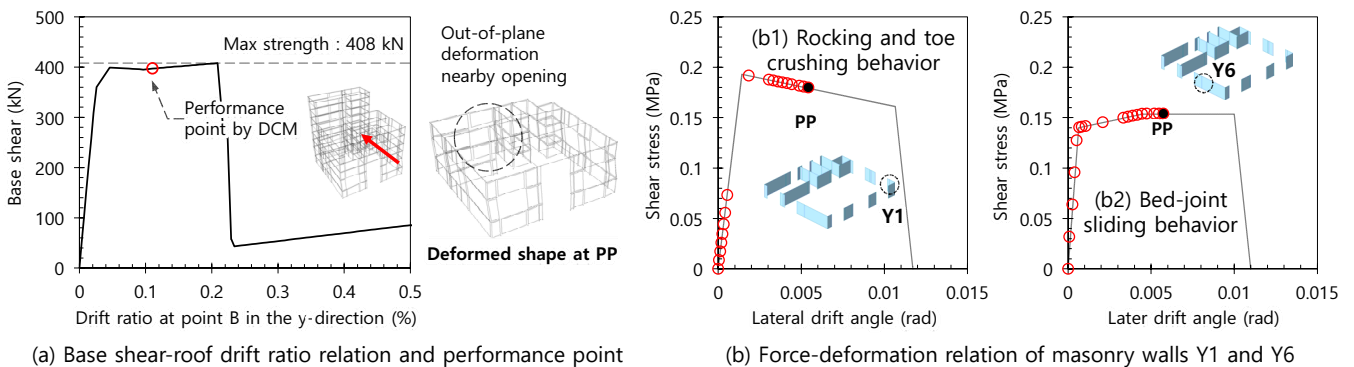 500
400
300
200
100
0
Base shear (kN)
Max strength : 408 kN
Performance
point by DCM
0
0.1
0.2
0.3
0.4
0.5
Drift ratio at point B in the y-direction (%)
Out-of-plane
deformation
nearby opening
Deformed shape at PP
(a) Base shear-roof drift ratio relation and performance point
0.25
0.2
0.15
0.1
0.05
0
Shear stress (MPa)
(b1) Rocking and toe
crushing behavior
PP
Y1
0
0.005
0.01
0.015
Lateral drift angle (rad)
0.25
0.2
0.15
0.1
0.05
0
Shear stress (MPa)
Y6
PP
(b2) Bed-joint
sliding behavior
0
0.005
0.01
0.015
Later drift angle (rad)
(b) Force-deformation relation of masonry walls Y1 and Y6